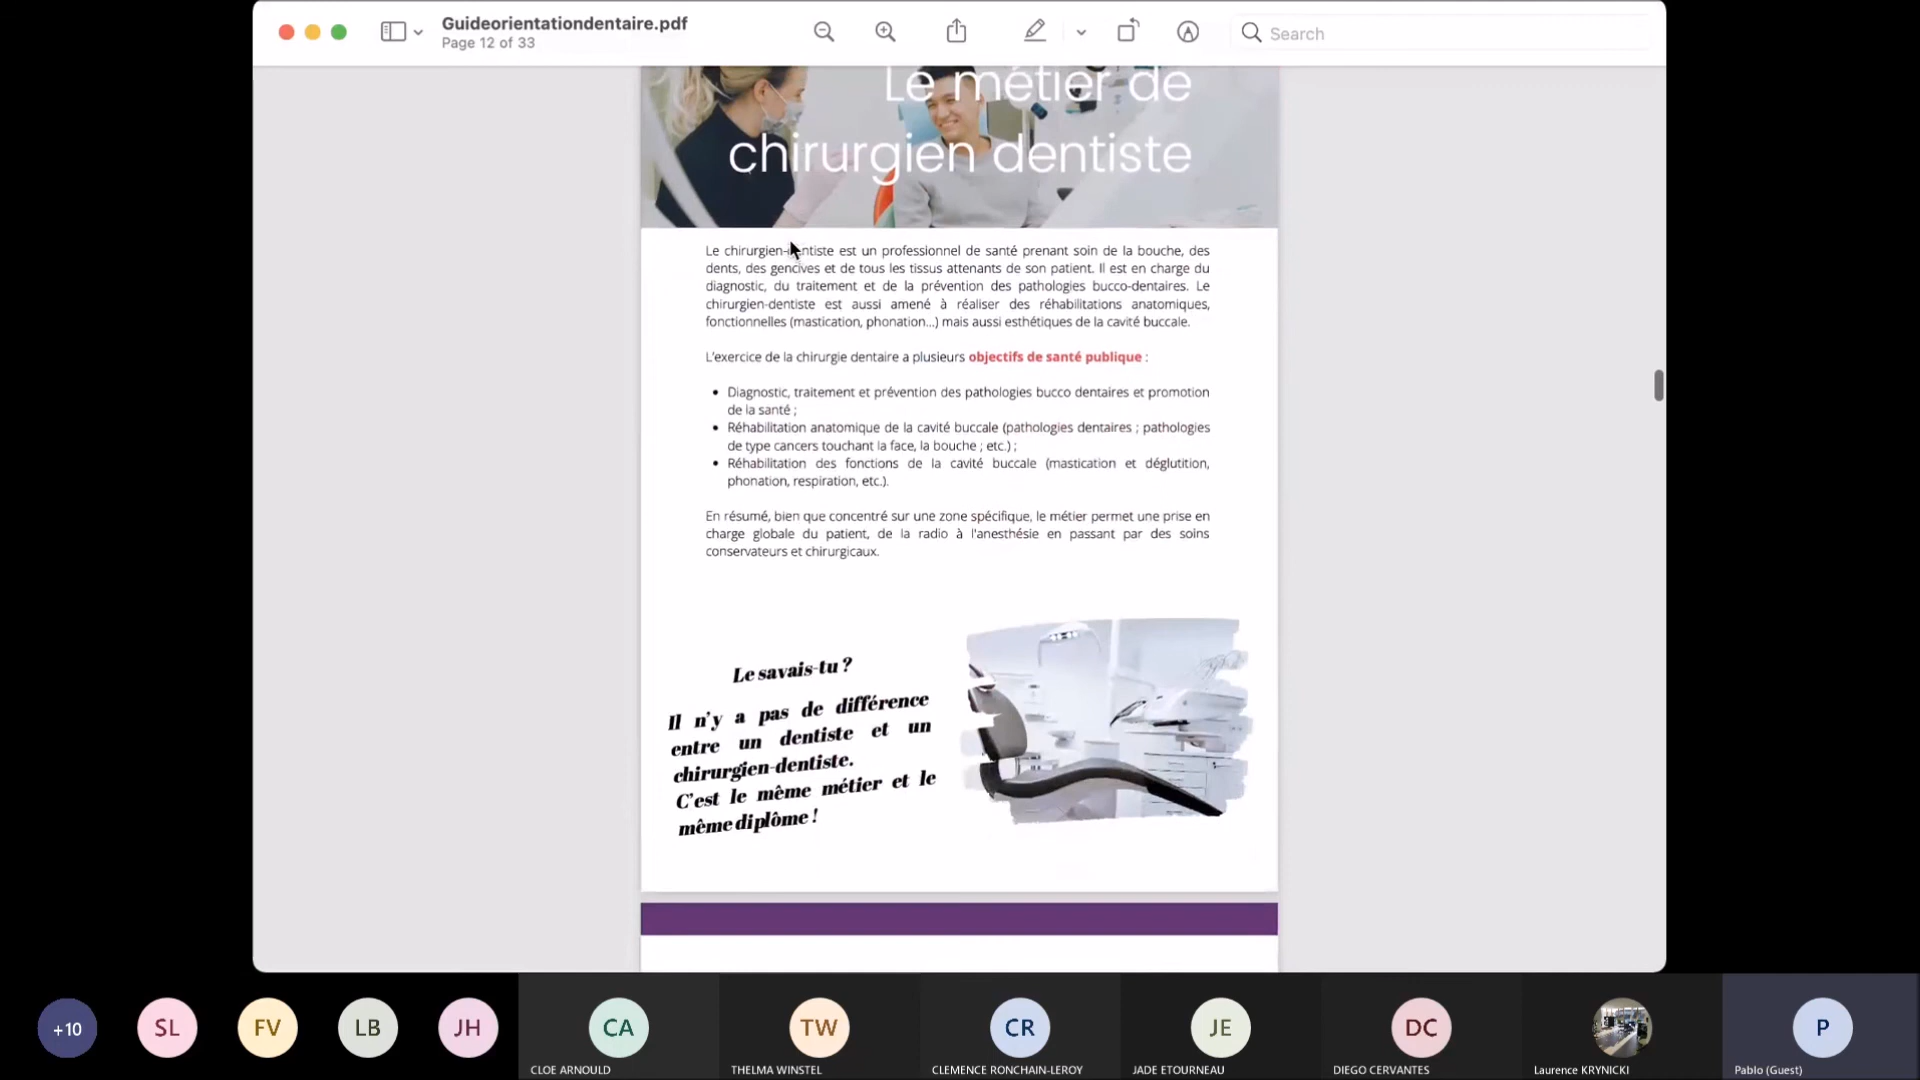 Guideorientationdentaire.pdf
Page 12 of 33
Search
Le métier de
chirurgien dentiste
Le chirurgien-dentiste est un professionnel de santé prenant soin de la bouche, des
dents, des gencives et de tous les tissus attenants de son patient. Il est en charge du
diagnostic, du traitement et de la prévention des pathologies bucco-dentaires. Le
chirurgien-dentiste est aussi amené à réaliser des réhabilitations anatomiques,
fonctionnelles (mastication, phonation...) mais aussi esthétiques de la cavité buccale.
L'exercice de la chirurgie dentaire a plusieurs objectifs de santé publique :
• Diagnostic, traitement et prévention des pathologies bucco dentaires et promotion
de la santé ;
• Réhabilitation anatomique de la cavité buccale (pathologies dentaires ; pathologies
de type cancers touchant la face, la bouche ; etc.) ;
• Réhabilitation des fonctions de la cavité buccale (mastication et déglutition,
phonation, respiration, etc.).
En résumé, bien que concentré sur une zone spécifique, le métier permet une prise en
charge globale du patient, de la radio à l'anesthésie en passant par des soins
conservateurs et chirurgicaux.
Le savais-tu ?
Il n'y a pas de différence
entre un dentiste et un
chirurgien-dentiste.
C'est le même métier et le
même diplôme !
+10
SL
FV
LB
JH
CA
TW
CR
JE
DC
P
CLOE ARNOULD
THELMA WINSTEL
CLEMENCE RONCHAIN-LEROY
JADE ETOURNEAU
DIEGO CERVANTES
Laurence KRYNICKI
Pablo (Guest)